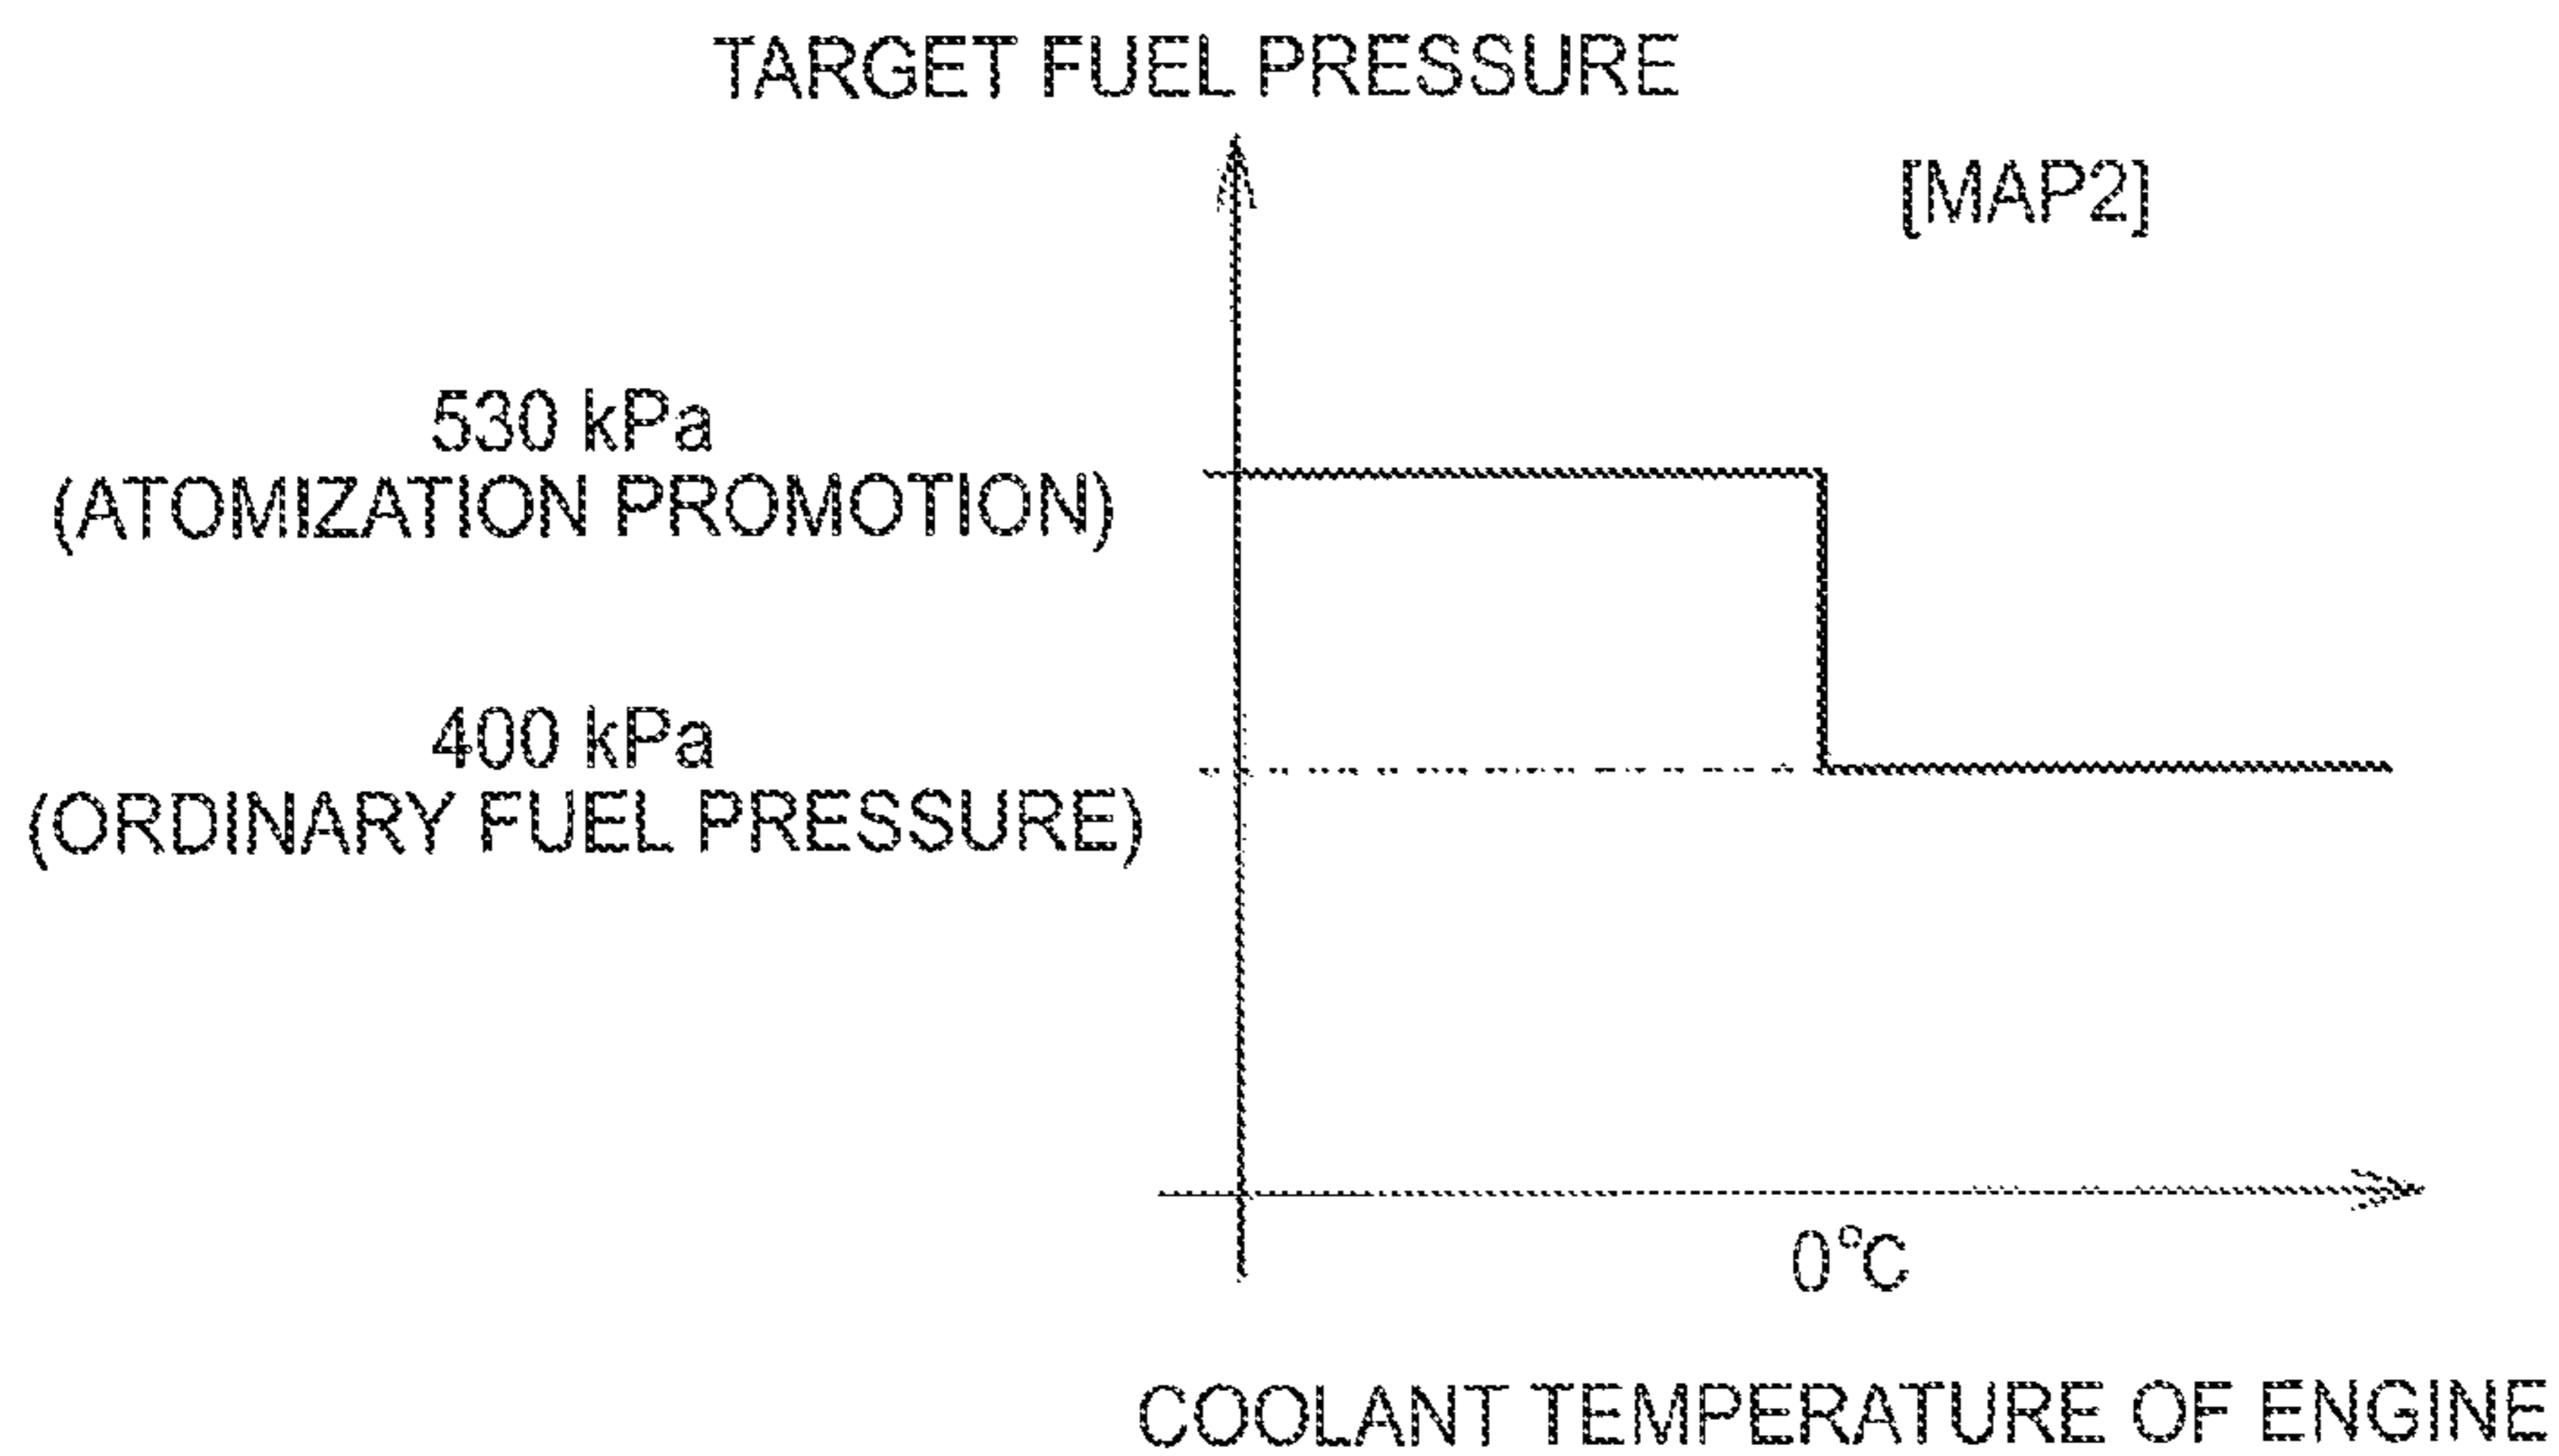 TARGET FUEL PRESSURE
[MAP2]
530 kPa
(ATOMIZATION PROMOTION)
400 kPa
(ORDINARY FUEL PRESSURE)
0°C
COOLANT TEMPERATURE OF ENGINE